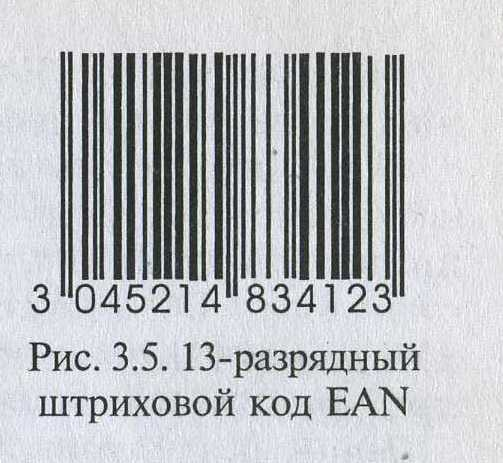 3 045214 834123
Рис. 3.5. 13-разрядный
штриховой код EAN